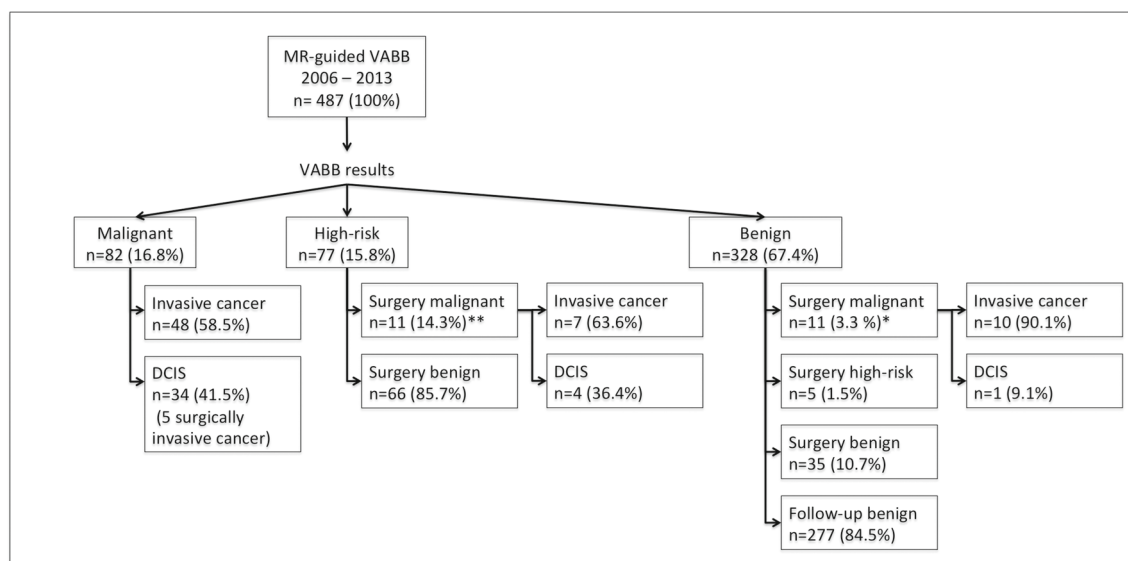 MR-guided VABB
2006 – 2013
n= 487 (100%)
VABB results
Malignant
n=82 (16.8%)
Invasive cancer
n=48 (58.5%)
DCIS
n=34 (41.5%)
(5 surgically
invasive cancer)
High-risk
n=77 (15.8%)
Surgery malignant
n=11 (14.3%)**
Invasive cancer
n=7 (63.6%)
DCIS
n=4 (36.4%)
Surgery benign
n=66 (85.7%)
Benign
n=328 (67.4%)
Surgery malignant
n=11 (3.3 %)*
Invasive cancer
n=10 (90.1%)
DCIS
n=1 (9.1%)
Surgery high-risk
n=5 (1.5%)
Surgery benign
n=35 (10.7%)
Follow-up benign
n=277 (84.5%)